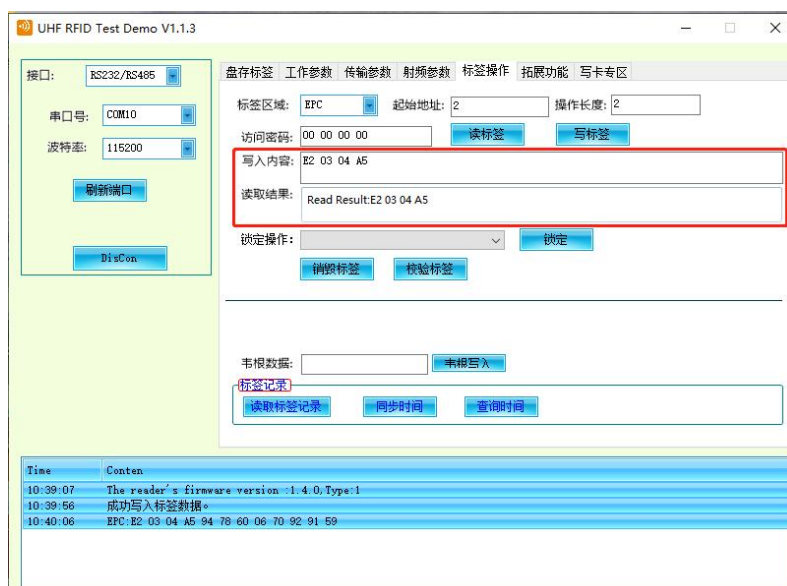 UHF RFID Test Demo V1.1.3
接口: RS232/RS485
串口号: COM10
波特率: 115200
刷新端口
DisCon
盘存标签 工作参数 传输参数 射频参数 标签操作 拓展功能 写卡专区
标签区域: EPC 起始地址: 2 操作长度: 2
访问密码: 00 00 00 00 读标签 写标签
写入内容: E2 03 04 A5
读取结果: Read Result:E2 03 04 A5
锁定操作: 锁定
销毁标签 校验标签
韦根数据: 韦根写入
标签记录
读取标签记录 同步时间 查询时间
Time Conten
10:39:07 The reader's firmware version :1.4.0,Type:1
10:39:56 成功写入标签数据。
10:40:06 EPC:E2 03 04 A5 94 78 60 06 70 92 91 59